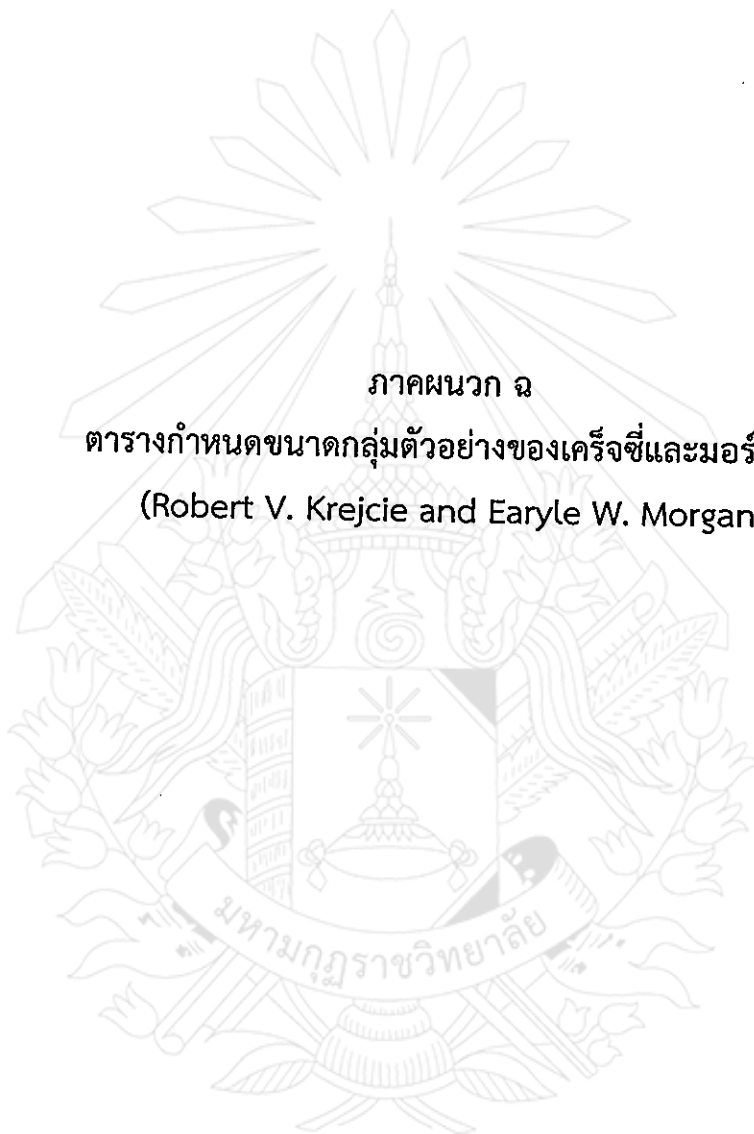 ภาคผนวก ฉ
ตารางกำหนดขนาดกลุ่มตัวอย่างของเคร็จซี่และมอร์
(Robert V. Krejcie and Earyle W. Morgan
มหามกุฏราชวิทยาลัย